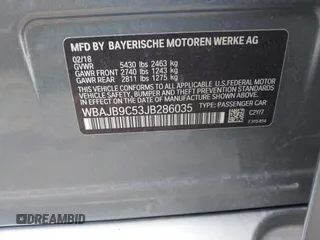 MFD BY BAYERISCHE MOTOREN WERKE AG
02/18
GVWR 5430 lbs 2463 kg
GAWR FRONT 2740 lbs 1243 kg
GAWR REAR 2811 lbs 1275 kg
THIS VEHICLE CONFORMS TO ALL APPLICABLE U.S.FEDERAL MOTOR
VEHICLE SAFETY, BUMPER, AND THEFT PREVENTION STANDARDS
IN EFFECT ON THE DATE OF MANUFACTURE SHOWN ABOVE.
WBAJB9C53JB286035 TYPE: PASSENGER CAR
DREAMBID